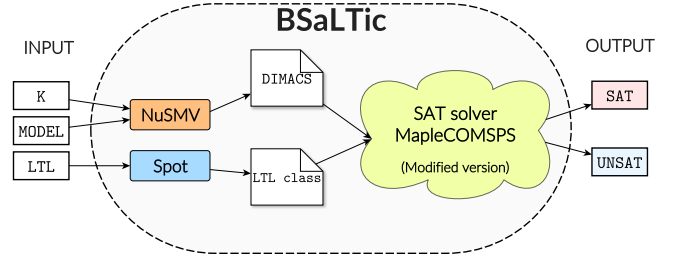 BSaLTic
INPUT
OUTPUT
K
MODEL
LTL
NuSMV
Spot
DIMACS
LTL class
SAT solver
MapleCOMSPS
(Modified version)
SAT
UNSAT